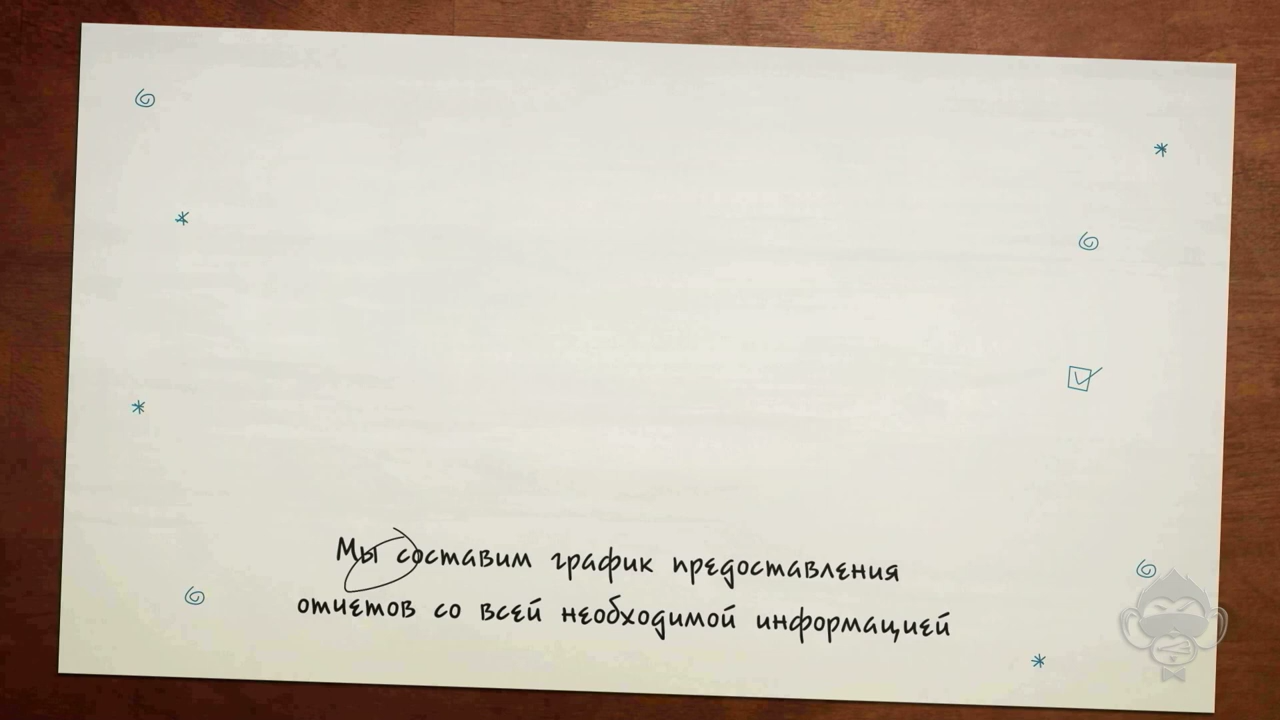 Мы составим график предоставления
отчетов со всей необходимой информацией